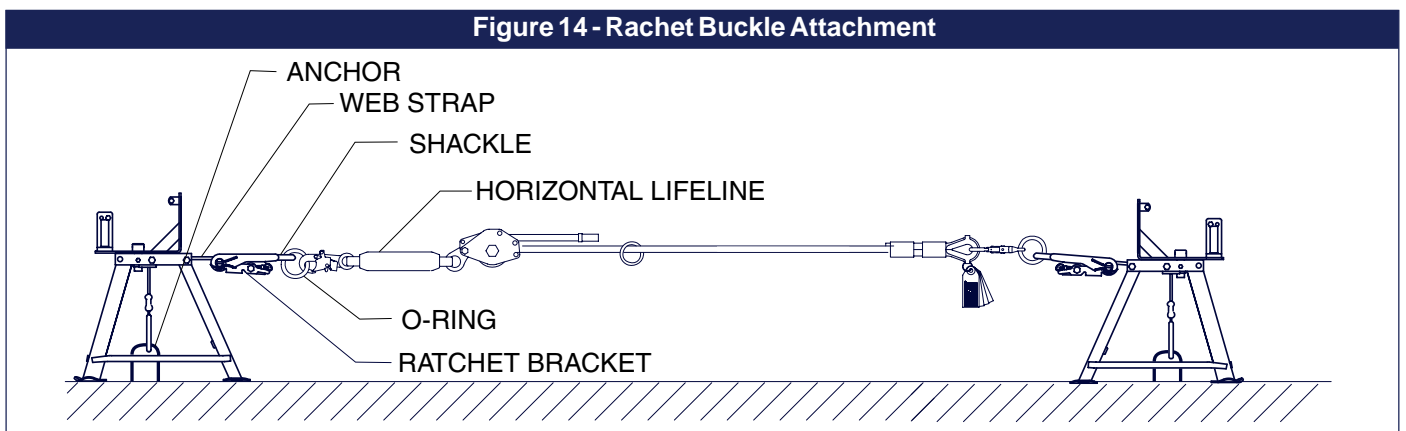 Figure 14 - Rachet Buckle Attachment
ANCHOR
WEB STRAP
SHACKLE
HORIZONTAL LIFELINE
O-RING
RATCHET BRACKET